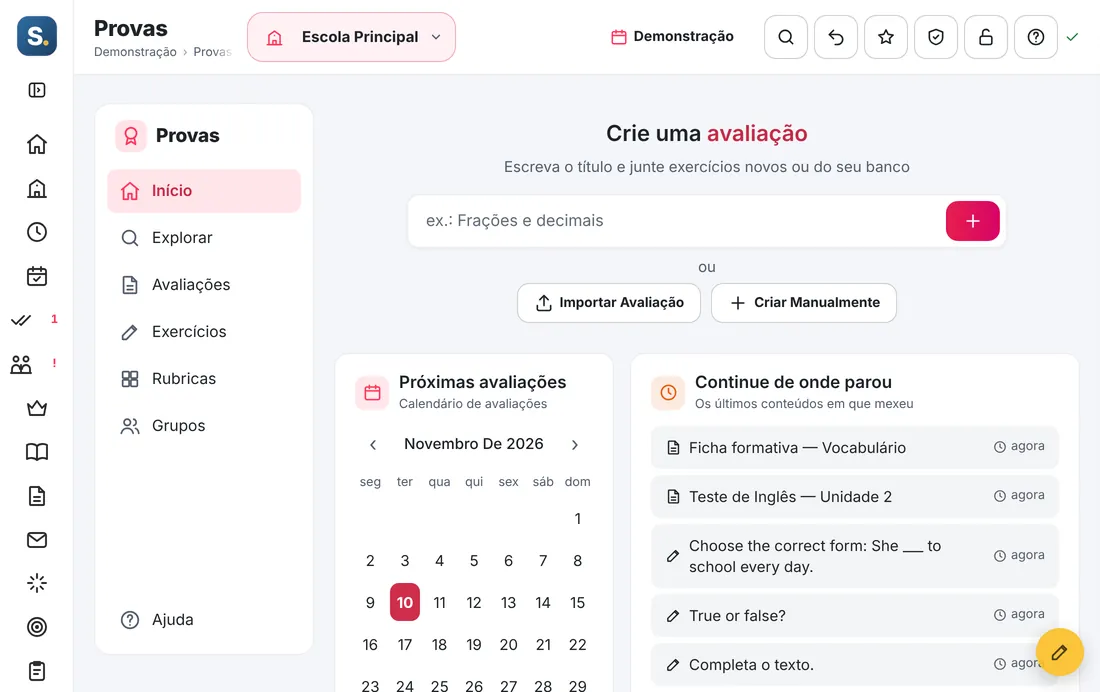 S.
Provas
Demonstração › Provas
Escola Principal
Demonstração
1
!
Provas
Início
Explorar
Avaliações
Exercícios
Rubricas
Grupos
Ajuda
Crie uma avaliação
Escreva o título e junte exercícios novos ou do seu banco
ex.: Frações e decimais
ou
Importar Avaliação
Criar Manualmente
Próximas avaliações
Calendário de avaliações
Novembro De 2026
seg ter qua qui sex sáb dom
1
2 3 4 5 6 7 8
9 10 11 12 13 14 15
16 17 18 19 20 21 22
23 24 25 26 27 28 29
Continue de onde parou
Os últimos conteúdos em que mexeu
Ficha formativa — Vocabulário agora
Teste de Inglês — Unidade 2 agora
Choose the correct form: She ___ to
school every day. agora
True or false? agora
Completa o texto. agora